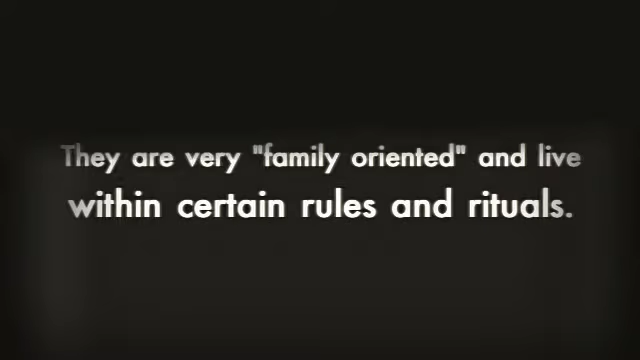 They are very "family oriented" and live
within certain rules and rituals.